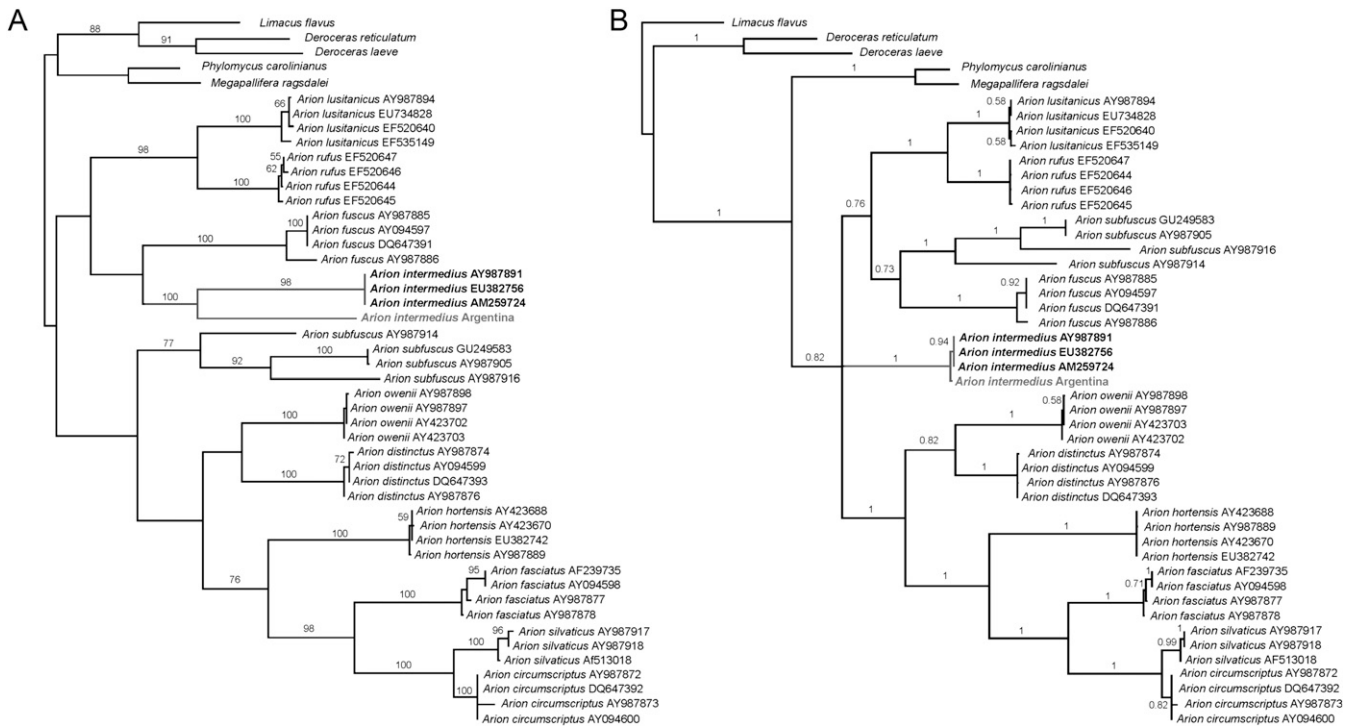 A
88
Limacus flavus
91
Deroceras reticulatum
Deroceras laeve
Phylomycus carolinianus
Megapallifera ragsdalei
66
Arion lusitanicus AY987894
Arion lusitanicus EU734828
100
Arion lusitanicus EF520640
Arion lusitanicus EF535149
98
55
Arion rufus EF520647
62
Arion rufus EF520646
100
Arion rufus EF520644
Arion rufus EF520645
Arion fuscus AY987885
100
Arion fuscus AY094597
100
Arion fuscus DQ647391
Arion fuscus AY987886
Arion intermedius AY987891
98
Arion intermedius EU382756
100
Arion intermedius AM259724
Arion intermedius Argentina
77
Arion subfuscus AY987914
100
Arion subfuscus GU249583
92
Arion subfuscus AY987905
Arion subfuscus AY987916
Arion owenii AY987898
100
Arion owenii AY987897
Arion owenii AY423702
Arion owenii AY423703
72
Arion distinctus AY987874
100
Arion distinctus AY094599
Arion distinctus DQ647393
Arion distinctus AY987876
59
Arion hortensis AY423688
100
Arion hortensis AY423670
Arion hortensis EU382742
Arion hortensis AY987889
76
95
Arion fasciatus AF239735
Arion fasciatus AY094598
100
Arion fasciatus AY987877
Arion fasciatus AY987878
98
96
Arion silvaticus AY987917
100
Arion silvaticus AY987918
Arion silvaticus Af513018
100
Arion circumscriptus AY987872
100
Arion circumscriptus DQ647392
Arion circumscriptus AY987873
Arion circumscriptus AY094600
B
Limacus flavus
1
Deroceras reticulatum
Deroceras laeve
1
Phylomycus carolinianus
Megapallifera ragsdalei
0.58
Arion lusitanicus AY987894
1
Arion lusitanicus EU734828
0.58
Arion lusitanicus EF520640
Arion lusitanicus EF535149
1
Arion rufus EF520647
1
Arion rufus EF520644
Arion rufus EF520646
Arion rufus EF520645
1
0.76
1
Arion subfuscus GU249583
1
Arion subfuscus AY987905
1
Arion subfuscus AY987916
Arion subfuscus AY987914
0.73
0.92
Arion fuscus AY987885
1
Arion fuscus AY094597
Arion fuscus DQ647391
Arion fuscus AY987886
0.94
Arion intermedius AY987891
0.82
1
Arion intermedius EU382756
Arion intermedius AM259724
Arion intermedius Argentina
0.58
Arion owenii AY987898
1
Arion owenii AY987897
Arion owenii AY423703
Arion owenii AY423702
0.82
Arion distinctus AY987874
1
Arion distinctus AY094599
Arion distinctus AY987876
Arion distinctus DQ647393
1
Arion hortensis AY423688
1
Arion hortensis AY987889
Arion hortensis AY423670
Arion hortensis EU382742
1
1
Arion fasciatus AF239735
0.71
Arion fasciatus AY094598
1
Arion fasciatus AY987877
Arion fasciatus AY987878
1
1
Arion silvaticus AY987917
0.99
Arion silvaticus AY987918
Arion silvaticus AF513018
1
Arion circumscriptus AY987872
Arion circumscriptus DQ647392
0.82
Arion circumscriptus AY987873
Arion circumscriptus AY094600